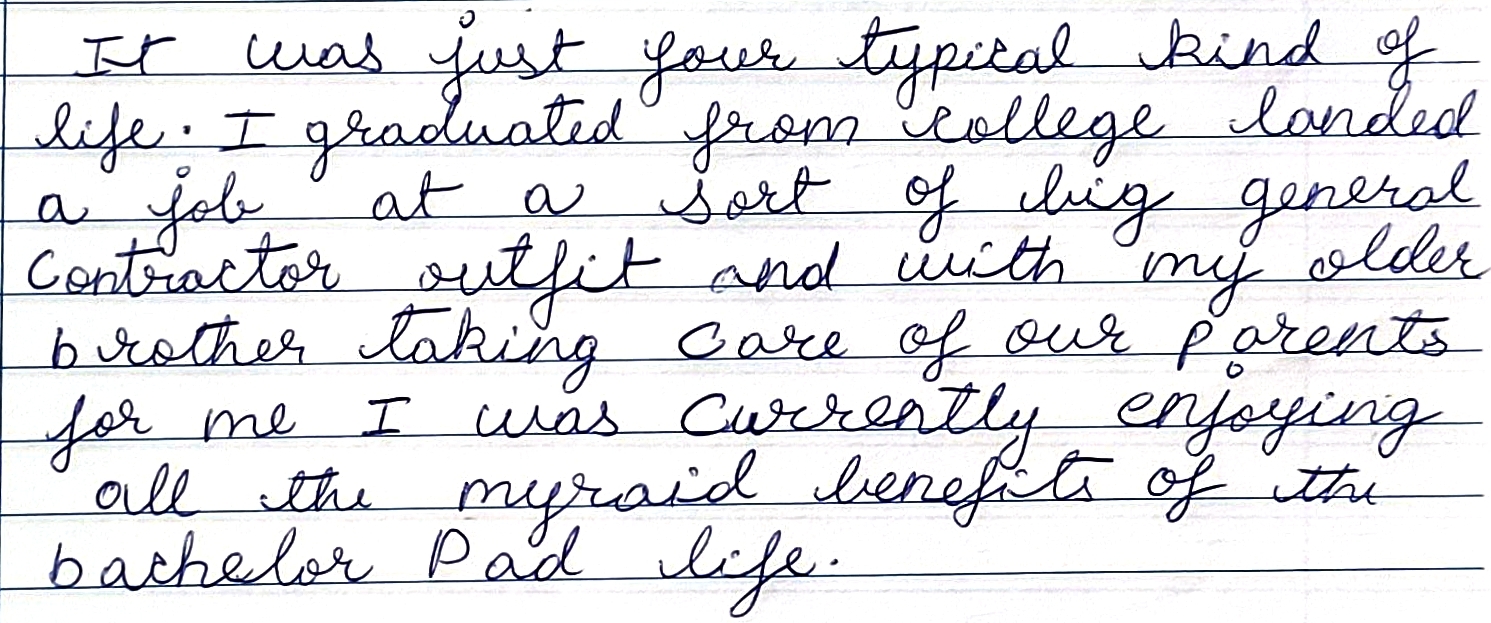 It was just your typical kind of
life. I graduated from college landed
a job at a sort of big general
Contractor outfit and with my older
brother taking care of our parents
for me I was currently enjoying
all the myraid benefits of the
bachelor Pad life.